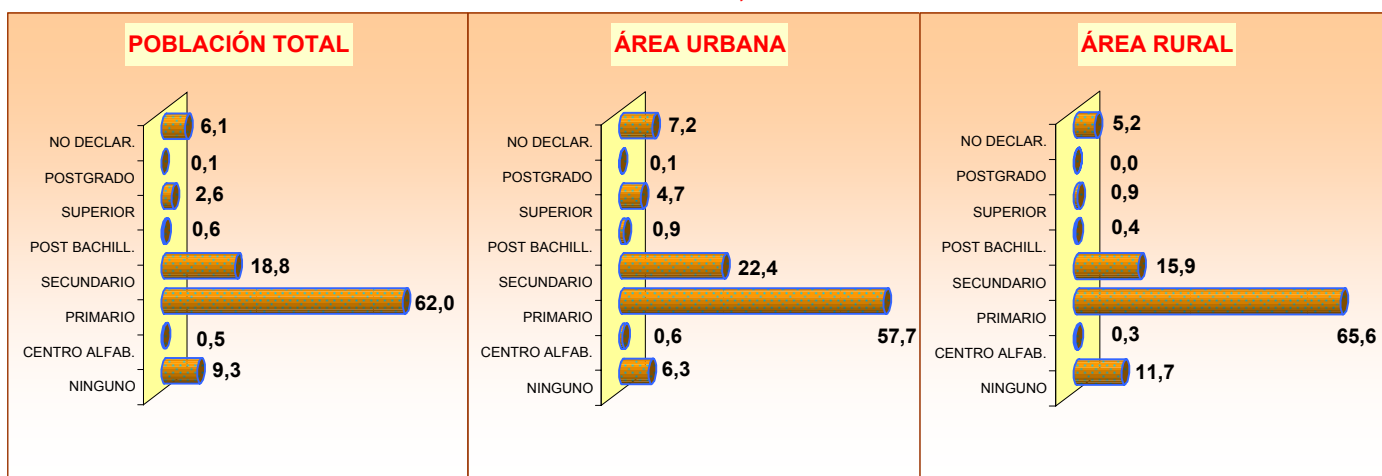 POBLACIÓN TOTAL
NO DECLAR. 6,1
POSTGRADO 0,1
SUPERIOR 2,6
POST BACHILL. 0,6
SECUNDARIO 18,8
PRIMARIO 62,0
CENTRO ALFAB. 0,5
NINGUNO 9,3
ÁREA URBANA
NO DECLAR. 7,2
POSTGRADO 0,1
SUPERIOR 4,7
POST BACHILL. 0,9
SECUNDARIO 22,4
PRIMARIO 57,7
CENTRO ALFAB. 0,6
NINGUNO 6,3
ÁREA RURAL
NO DECLAR. 5,2
POSTGRADO 0,0
SUPERIOR 0,9
POST BACHILL. 0,4
SECUNDARIO 15,9
PRIMARIO 65,6
CENTRO ALFAB. 0,3
NINGUNO 11,7